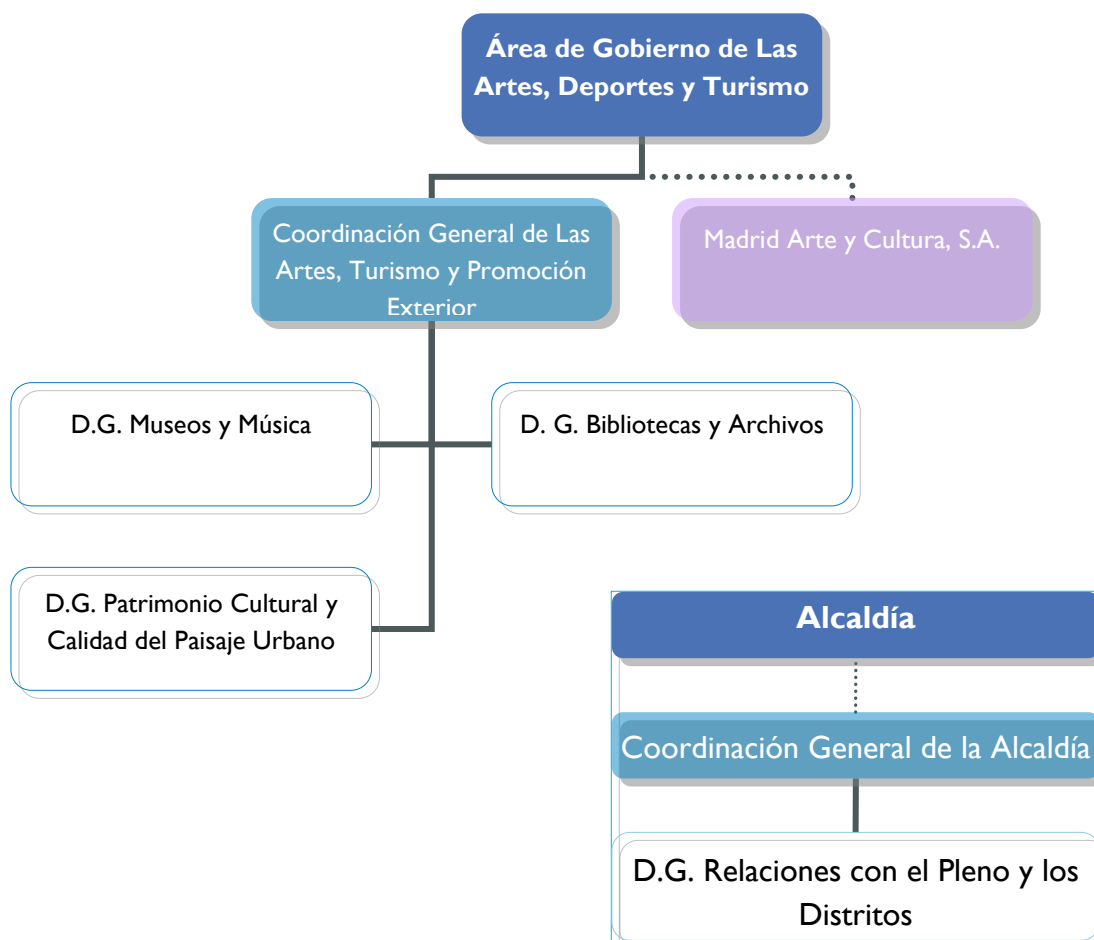 Área de Gobierno de Las
Artes, Deportes y Turismo
Coordinación General de Las
Artes, Turismo y Promoción
Exterior
Madrid Arte y Cultura, S.A.
D.G. Museos y Música
D. G. Bibliotecas y Archivos
D.G. Patrimonio Cultural y
Calidad del Paisaje Urbano
Alcaldía
Coordinación General de la Alcaldía
D.G. Relaciones con el Pleno y los
Distritos